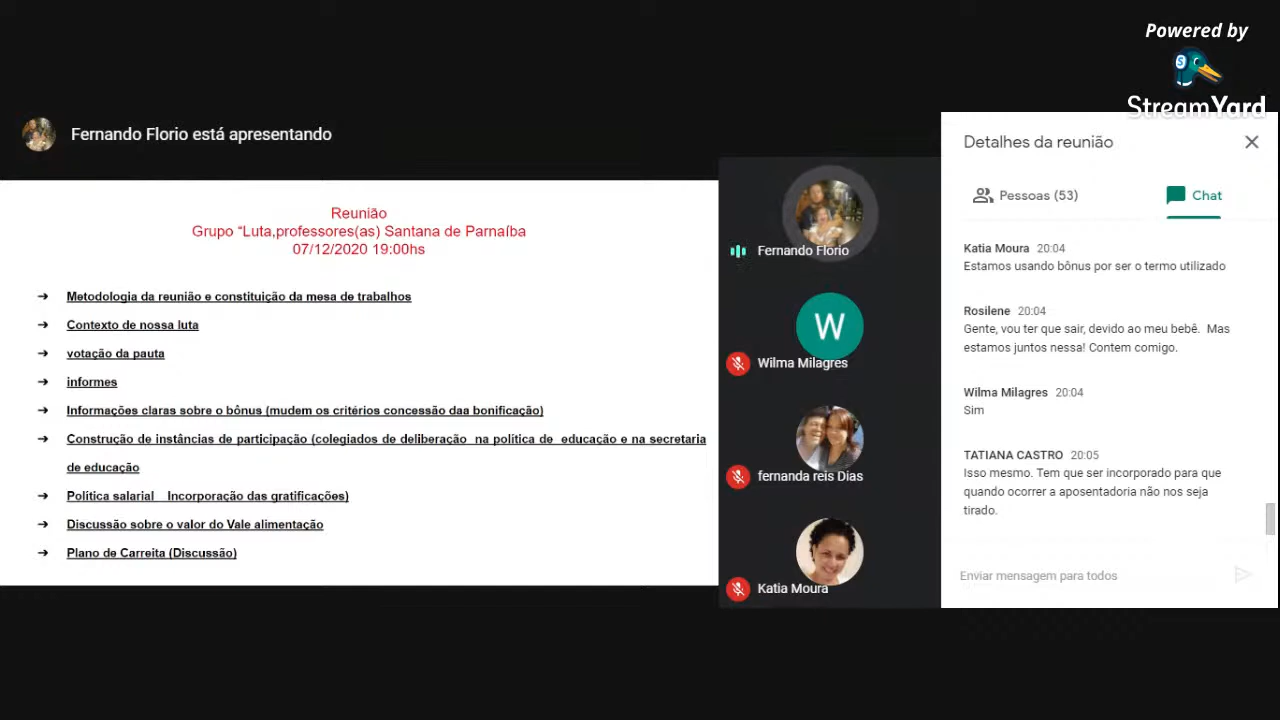 Powered by
StreamYard
Fernando Florio está apresentando
Reunião
Grupo “Luta,professores(as) Santana de Parnaíba
07/12/2020 19:00hs
➔ Metodologia da reunião e constituição da mesa de trabalhos
➔ Contexto de nossa luta
➔ votação da pauta
➔ informes
➔ Informações claras sobre o bônus (mudem os critérios concessão daa bonificação)
➔ Construção de instâncias de participação (colegiados de deliberação na política de educação e na secretaria
de educação
➔ Política salarial _ Incorporação das gratificações)
➔ Discussão sobre o valor do Vale alimentação
➔ Plano de Carreita (Discussão)
Fernando Florio
W
Wilma Milagres
fernanda reis Dias
Katia Moura
Detalhes da reunião
Pessoas (53)
Chat
Katia Moura 20:04
Estamos usando bônus por ser o termo utilizado
Rosilene 20:04
Gente, vou ter que sair, devido ao meu bebê. Mas
estamos juntos nessa! Contem comigo.
Wilma Milagres 20:04
Sim
TATIANA CASTRO 20:05
Isso mesmo. Tem que ser incorporado para que
quando ocorrer a aposentadoria não nos seja
tirado.
Enviar mensagem para todos